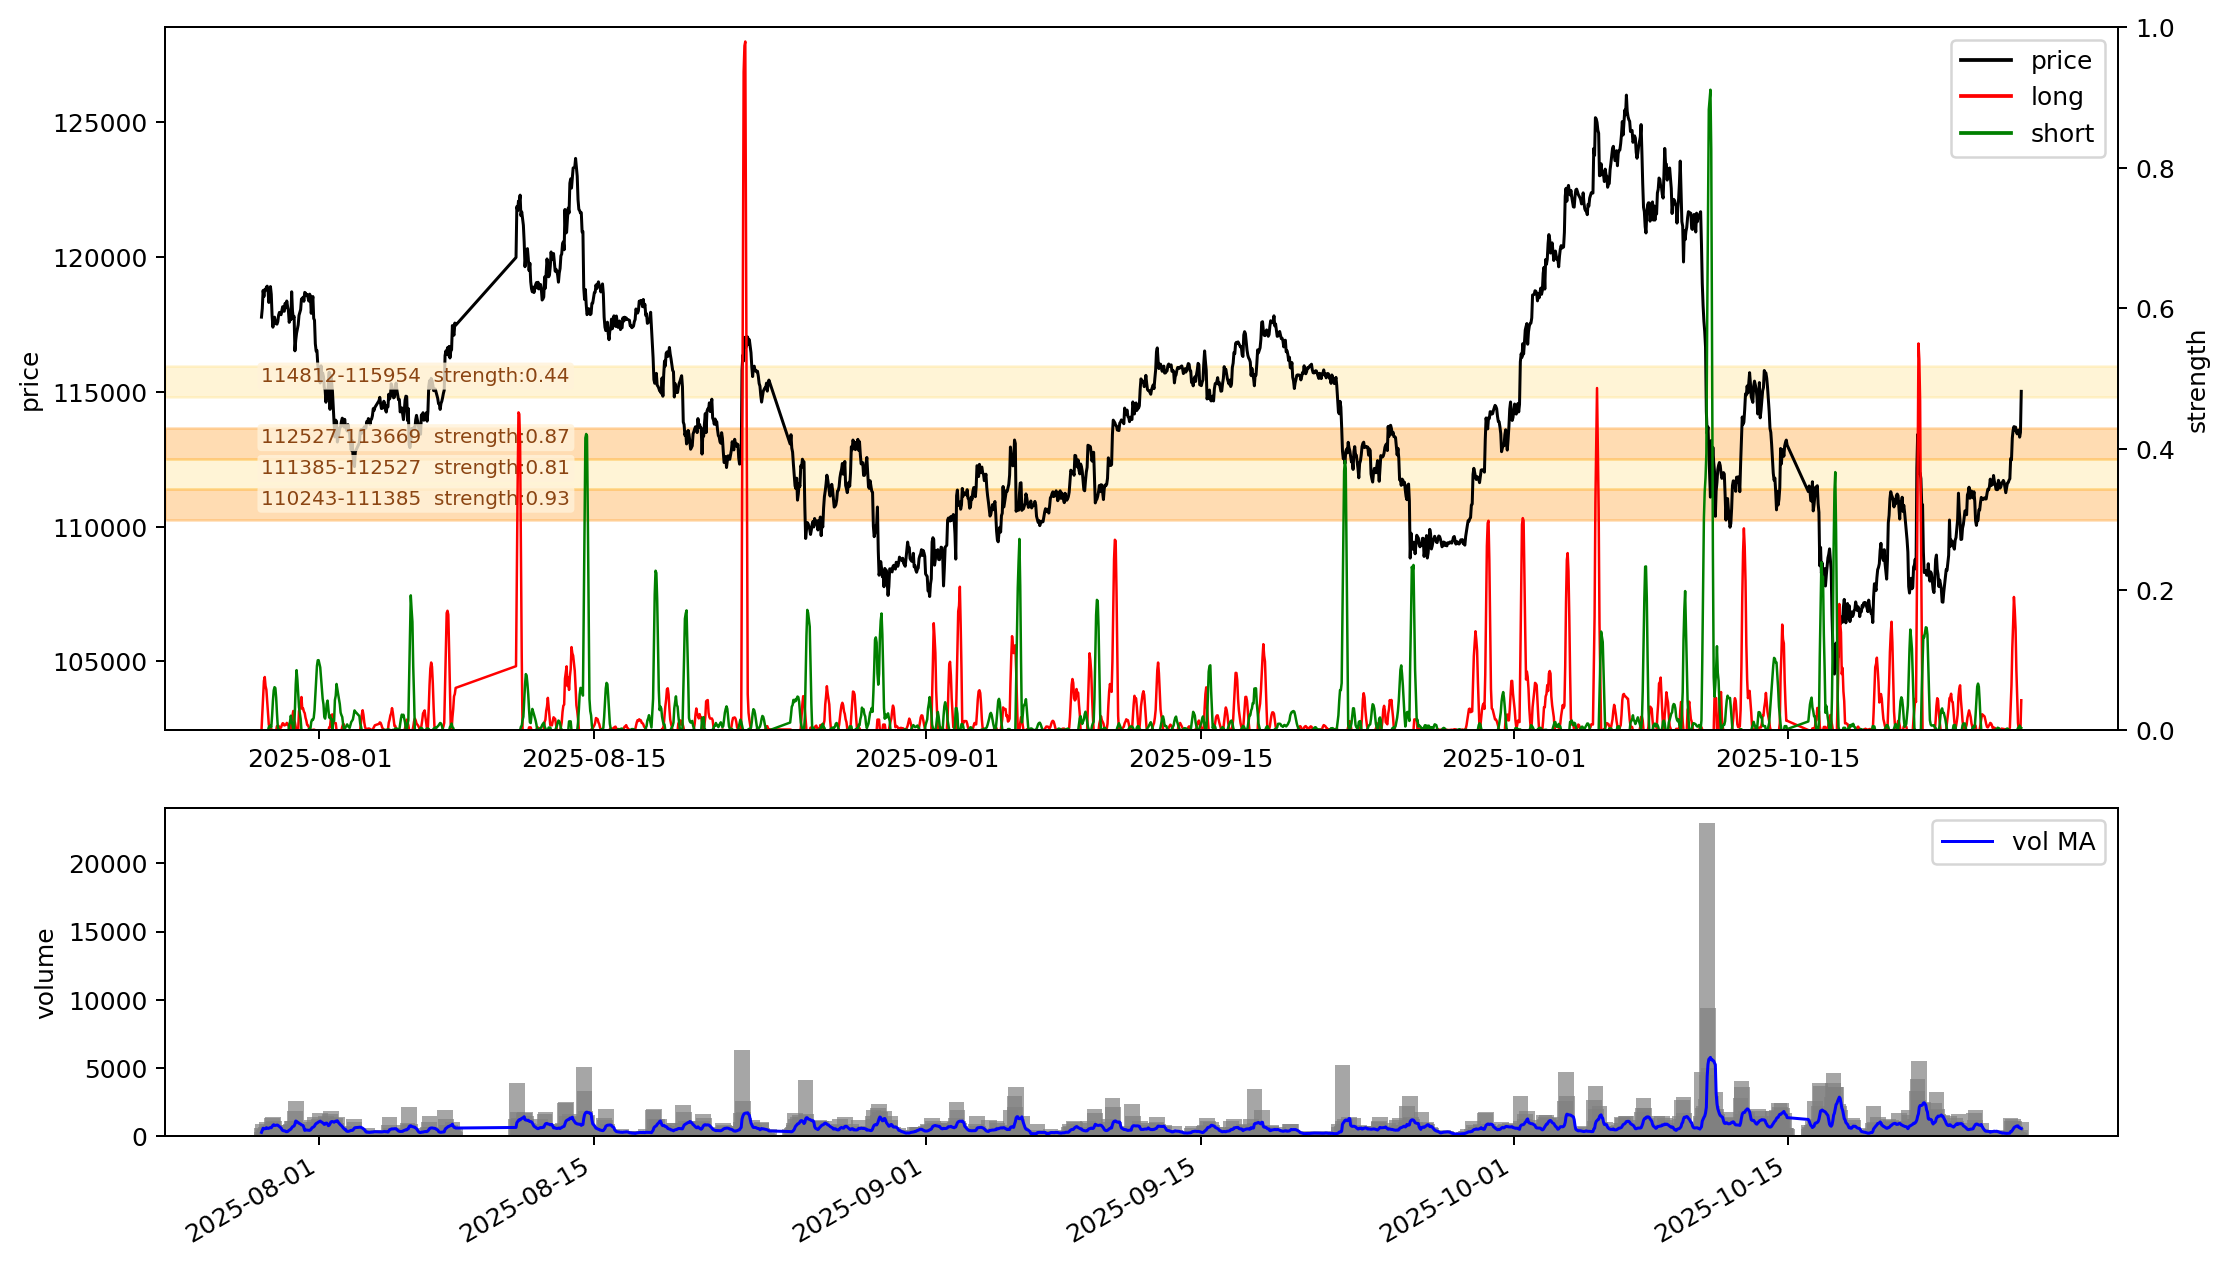 price
long
short
125000
120000
115000
110000
105000
price
1.0
0.8
0.6
0.4
0.2
0.0
strength
114812-115954 strength:0.44
112527-113669 strength:0.87
111385-112527 strength:0.81
110243-111385 strength:0.93
2025-08-01
2025-08-15
2025-09-01
2025-09-15
2025-10-01
2025-10-15
vol MA
20000
15000
10000
5000
0
volume
2025-08-01
2025-08-15
2025-09-01
2025-09-15
2025-10-01
2025-10-15